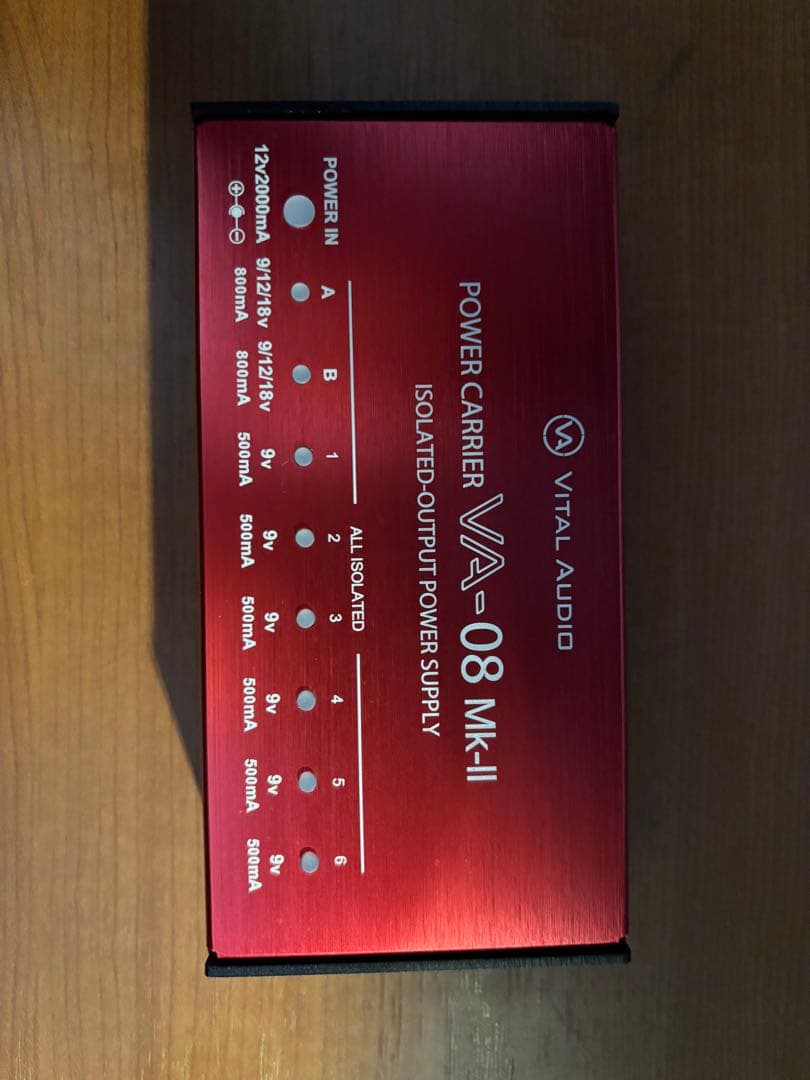 VITAL AUDIO
POWER CARRIER VA-08 Mk-II
ISOLATED-OUTPUT POWER SUPPLY
ALL ISOLATED
POWER IN A B 1 2 3 4 5 6
12v2000mA 9/12/18v 9/12/18v 9v 9v 9v 9v 9v 9v
800mA 800mA 500mA 500mA 500mA 500mA 500mA 500mA